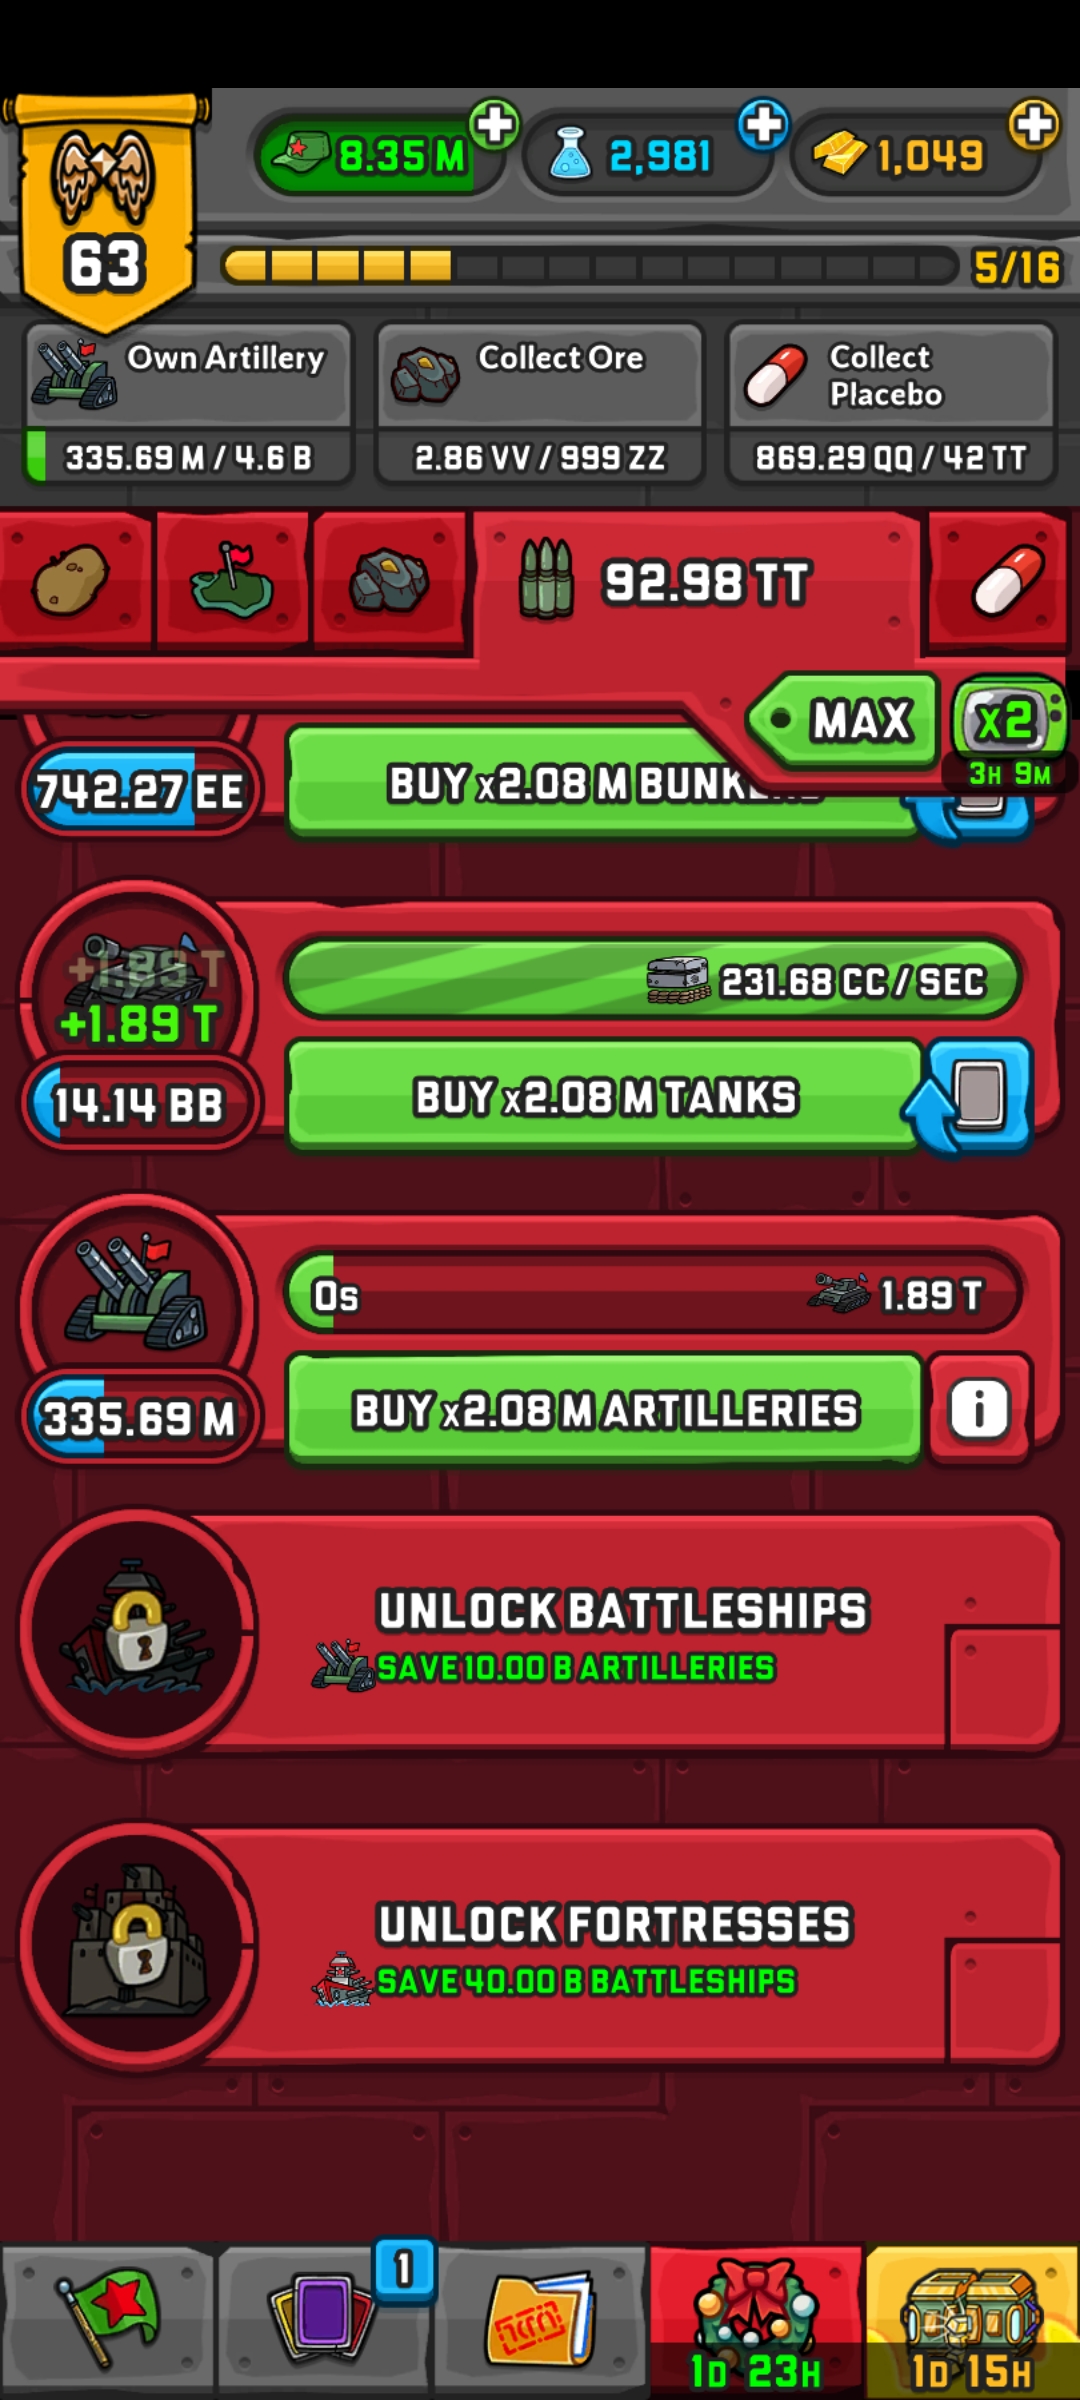 8.35 M
2,981
1,049
63
5/16
Own Artillery
335.69 M / 4.6 B
Collect Ore
2.86 VV / 999 ZZ
Collect
Placebo
869.29 QQ / 42 TT
92.98 TT
MAX
x2
3H 9M
742.27 EE
BUY x2.08 M BUNKERS
+1.89 T
+1.89 T
14.14 BB
231.68 CC / SEC
BUY x2.08 M TANKS
0s
1.89 T
335.69 M
BUY x2.08 M ARTILLERIES
i
UNLOCK BATTLESHIPS
SAVE 10.00 B ARTILLERIES
UNLOCK FORTRESSES
SAVE 40.00 B BATTLESHIPS
1
1D 23H
1D 15H